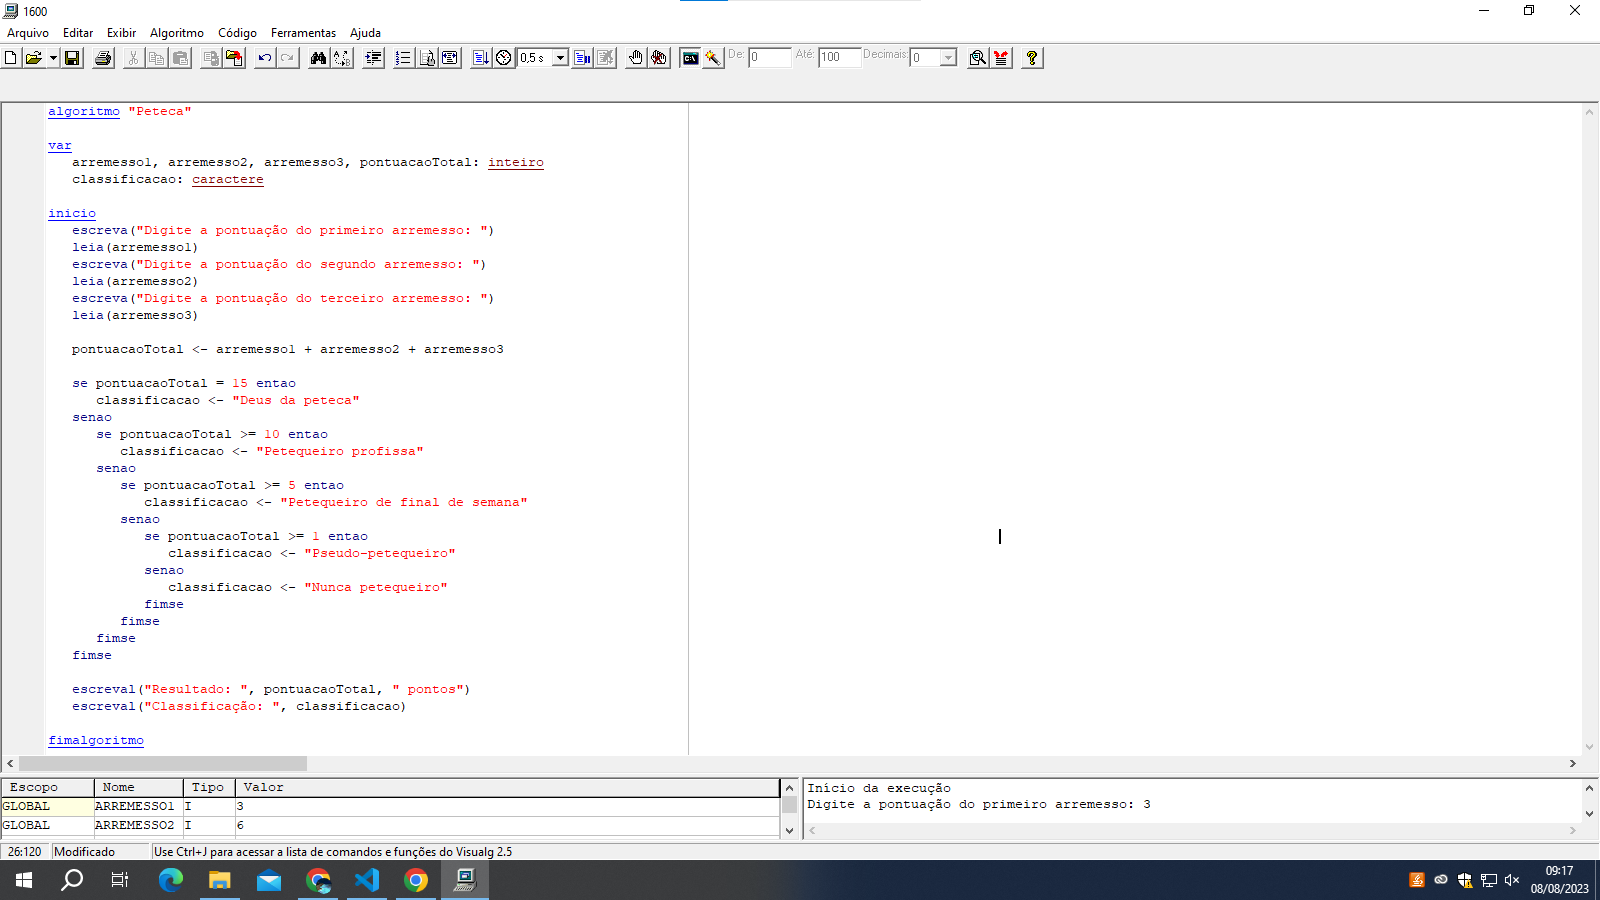 1600
Arquivo Editar Exibir Algoritmo Código Ferramentas Ajuda
0,5 s De: 0 Até: 100 Decimais: 0
algoritmo "Peteca"
var
arremesso1, arremesso2, arremesso3, pontuacaoTotal: inteiro
classificacao: caractere
inicio
escreva("Digite a pontuação do primeiro arremesso: ")
leia(arremesso1)
escreva("Digite a pontuação do segundo arremesso: ")
leia(arremesso2)
escreva("Digite a pontuação do terceiro arremesso: ")
leia(arremesso3)
pontuacaoTotal <- arremesso1 + arremesso2 + arremesso3
se pontuacaoTotal = 15 entao
classificacao <- "Deus da peteca"
senao
se pontuacaoTotal >= 10 entao
classificacao <- "Petequeiro profissa"
senao
se pontuacaoTotal >= 5 entao
classificacao <- "Petequeiro de final de semana"
senao
se pontuacaoTotal >= 1 entao
classificacao <- "Pseudo-petequeiro"
senao
classificacao <- "Nunca petequeiro"
fimse
fimse
fimse
fimse
escreval("Resultado: ", pontuacaoTotal, " pontos")
escreval("Classificação: ", classificacao)
fimalgoritmo
Escopo Nome Tipo Valor
GLOBAL ARREMESSO1 I 3
GLOBAL ARREMESSO2 I 6
Início da execução
Digite a pontuação do primeiro arremesso: 3
26:120 Modificado Use Ctrl+J para acessar a lista de comandos e funções do Visualg 2.5
09:17
08/08/2023